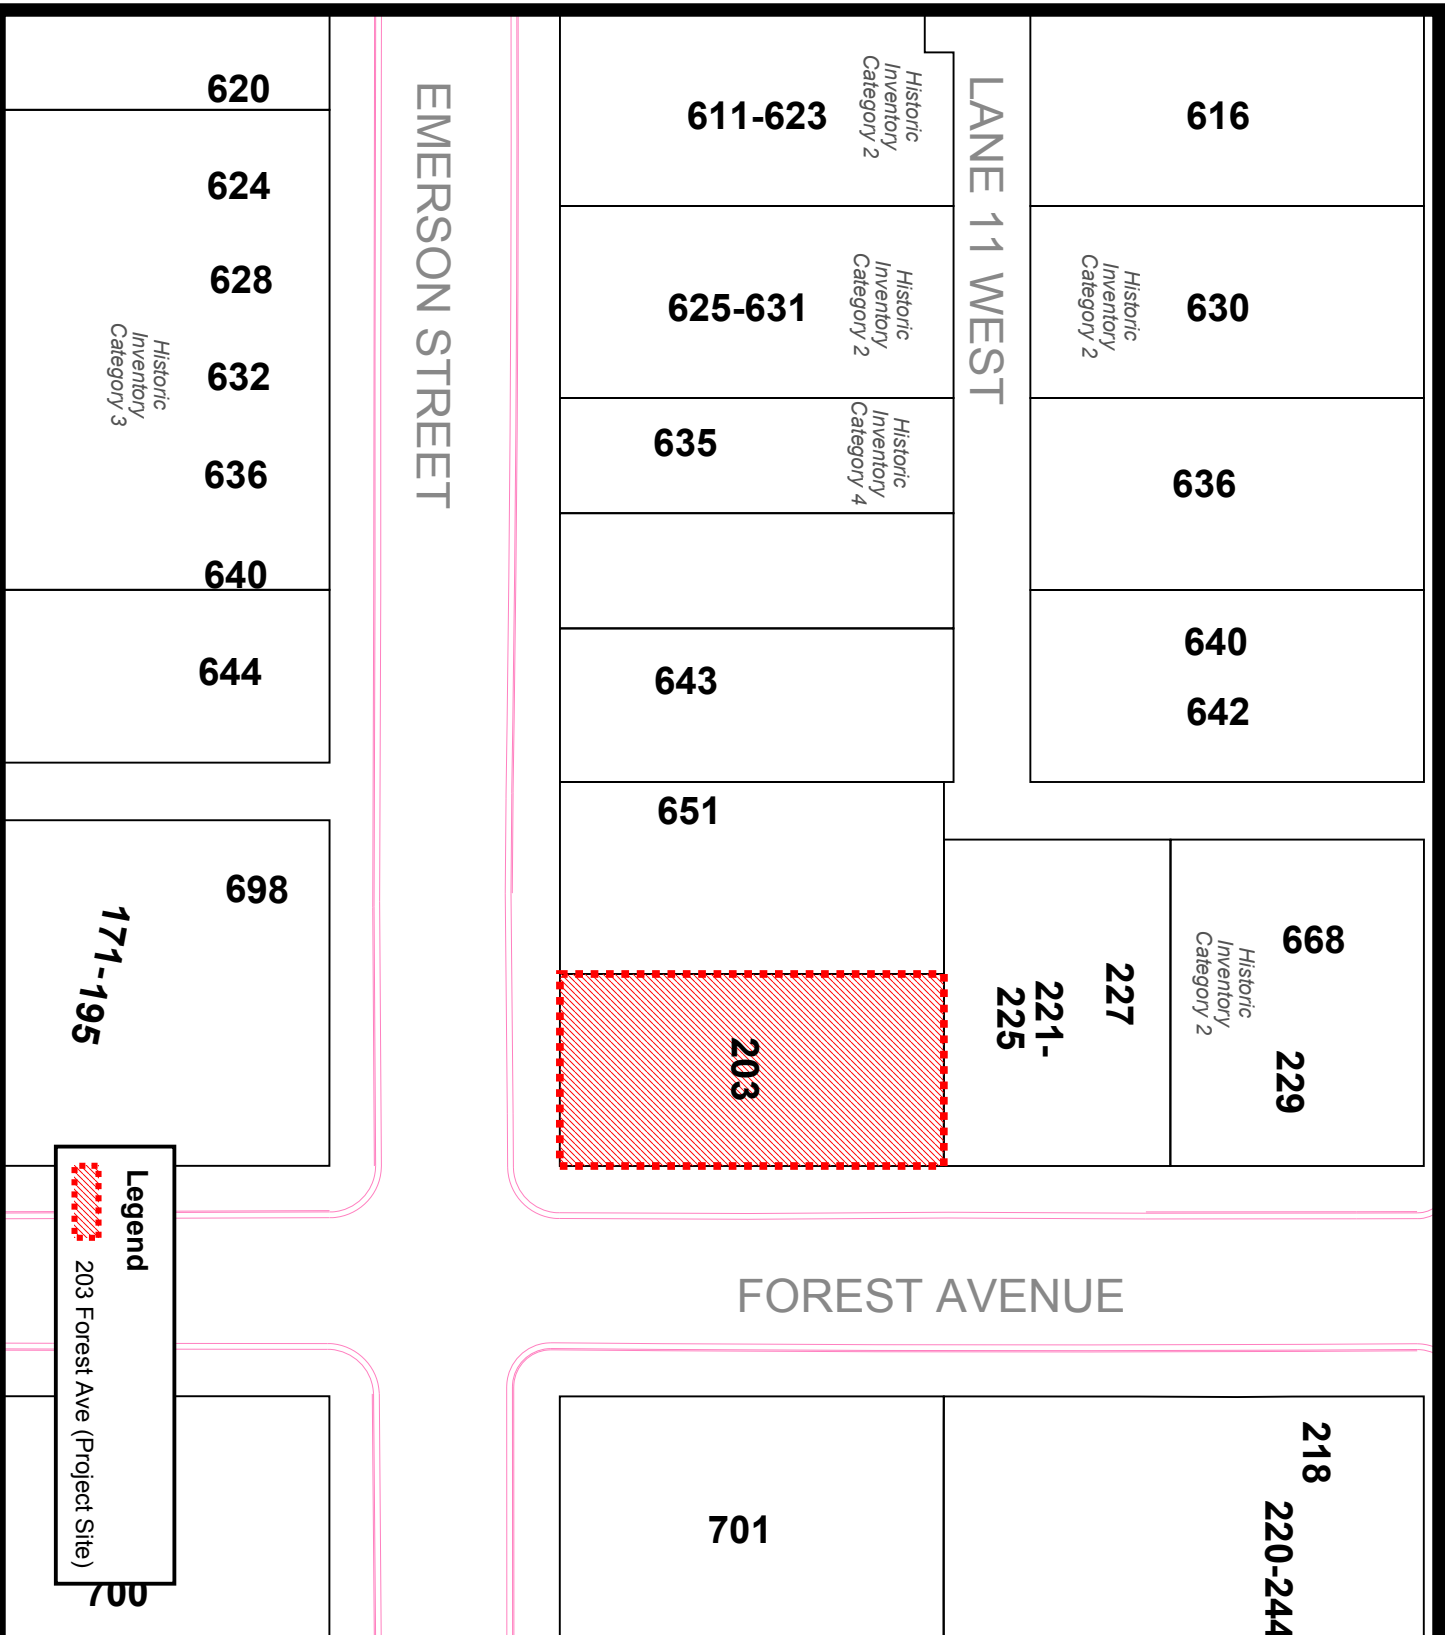 620
624
628
632
636
640
644
Historic
Inventory
Category 3
698
171-195
EMERSON STREET
611-623
Historic
Inventory
Category 2
625-631
Historic
Inventory
Category 2
635
Historic
Inventory
Category 4
643
651
203
LANE 11 WEST
616
630
Historic
Inventory
Category 2
636
640
642
227
221-
225
668
Historic
Inventory
Category 2
229
FOREST AVENUE
Legend
203 Forest Ave (Project Site)
700
701
218
220-244